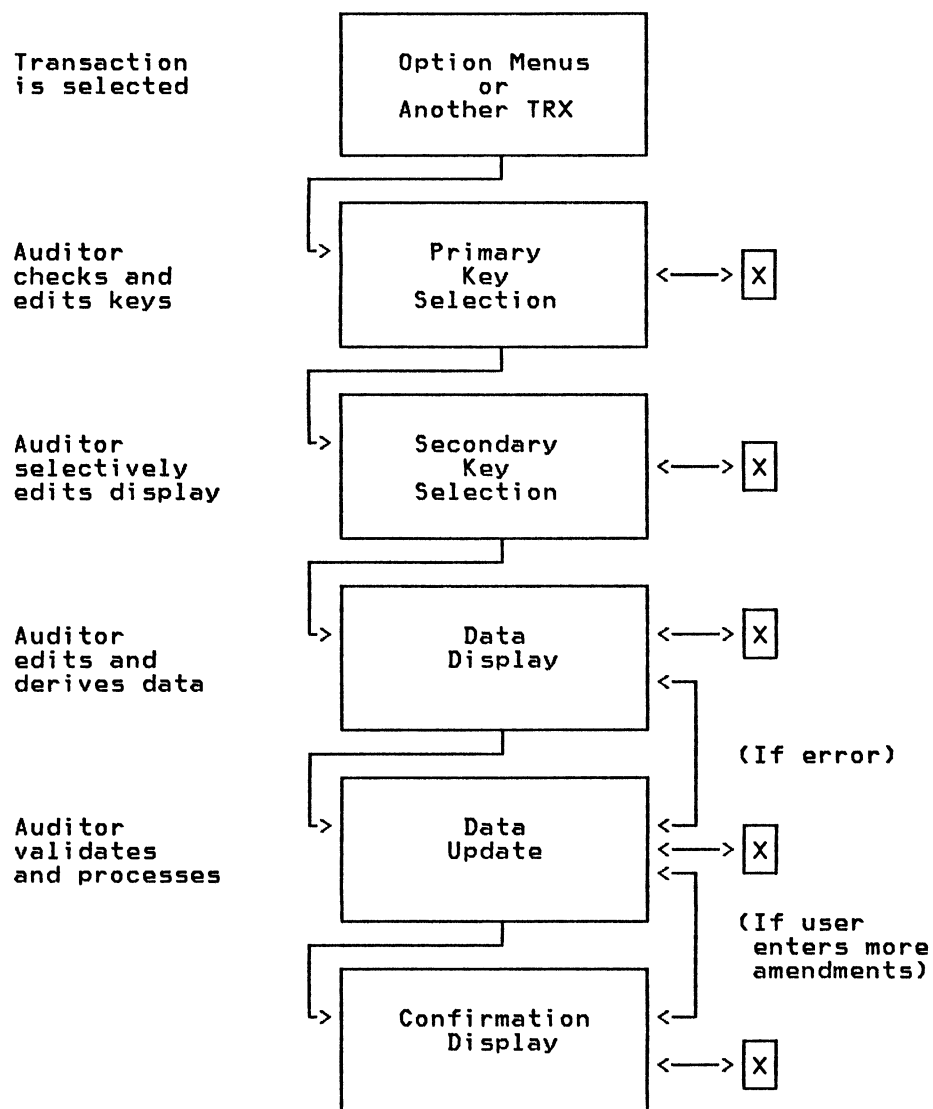 Transaction
is selected
Option Menus
or
Another TRX
Auditor
checks and
edits keys
Primary
Key
Selection
X
Auditor
selectively
edits display
Secondary
Key
Selection
X
Auditor
edits and
derives data
Data
Display
X
(If error)
Auditor
validates
and processes
Data
Update
X
(If user
enters more
amendments)
Confirmation
Display
X